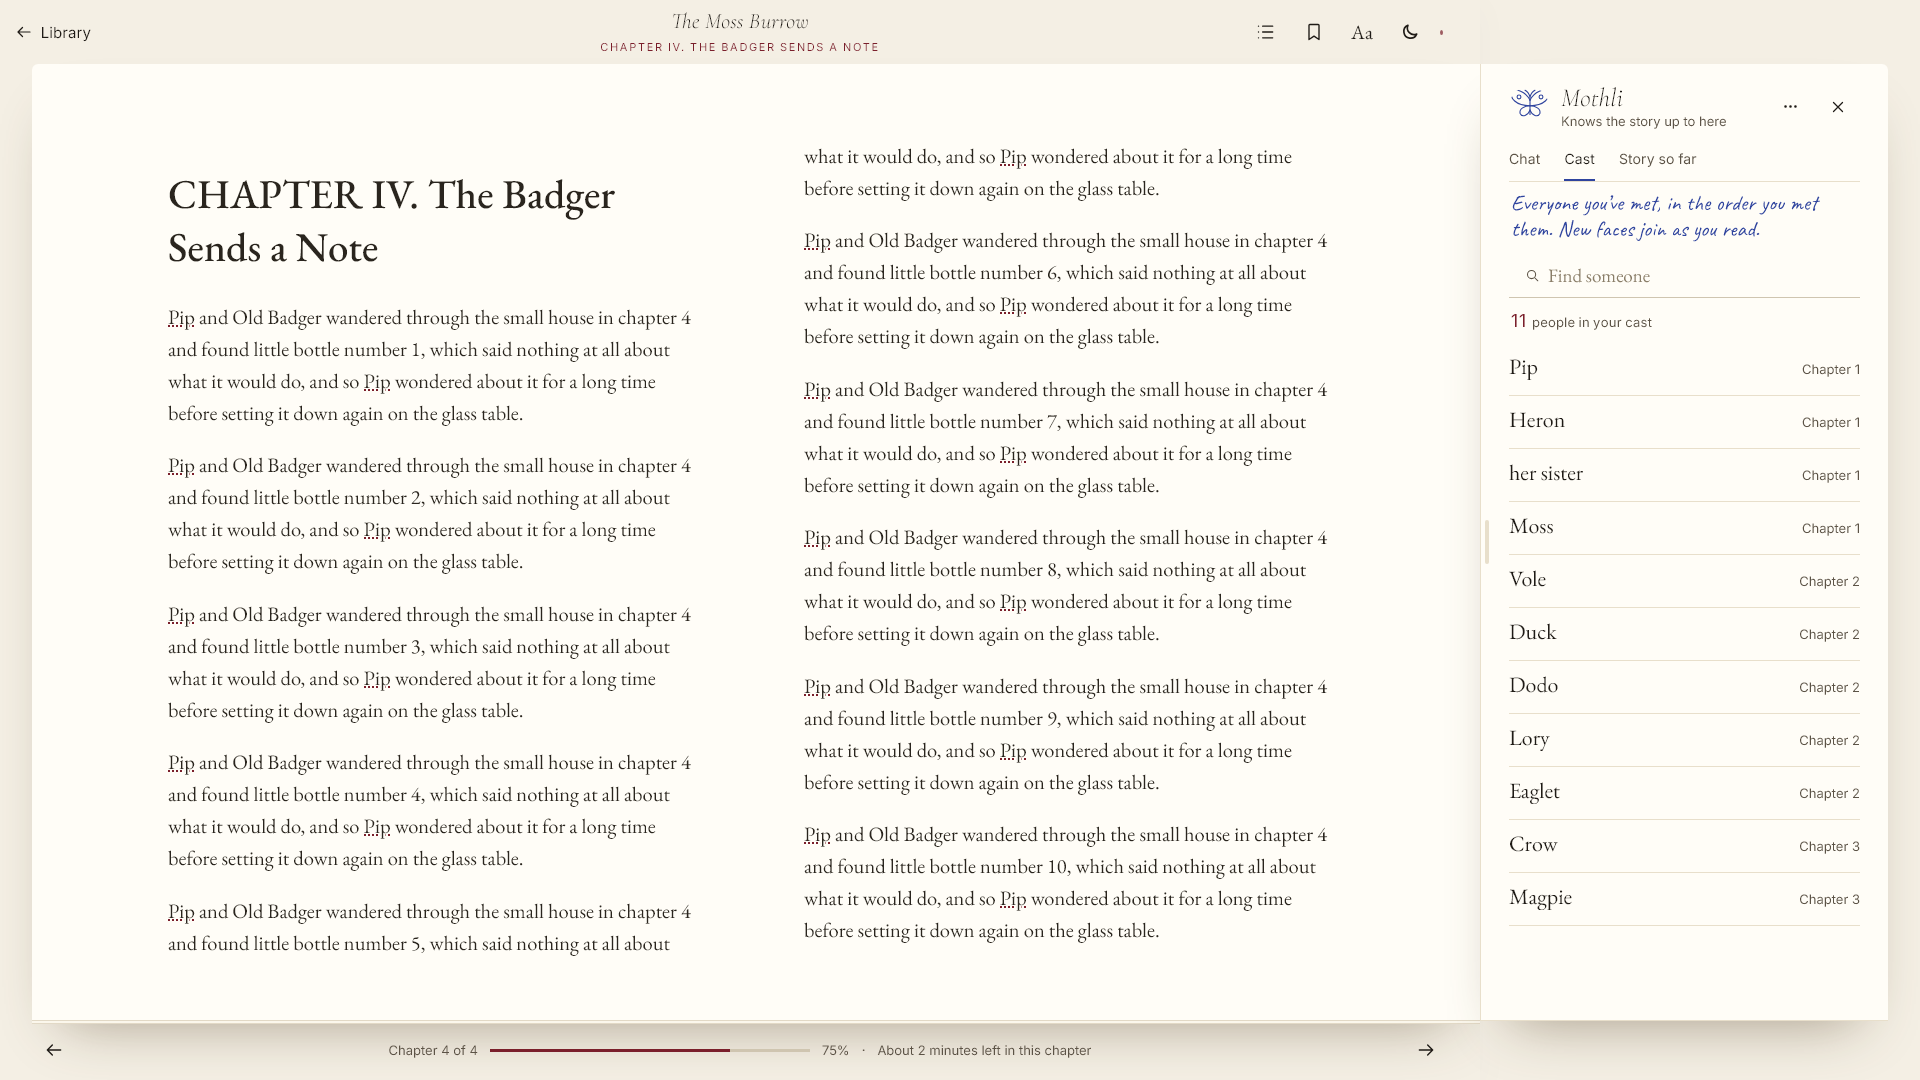 Library
The Moss Burrow
CHAPTER IV. THE BADGER SENDS A NOTE
Aa
CHAPTER IV. The Badger
Sends a Note
Pip and Old Badger wandered through the small house in chapter 4
and found little bottle number 1, which said nothing at all about
what it would do, and so Pip wondered about it for a long time
before setting it down again on the glass table.
Pip and Old Badger wandered through the small house in chapter 4
and found little bottle number 2, which said nothing at all about
what it would do, and so Pip wondered about it for a long time
before setting it down again on the glass table.
Pip and Old Badger wandered through the small house in chapter 4
and found little bottle number 3, which said nothing at all about
what it would do, and so Pip wondered about it for a long time
before setting it down again on the glass table.
Pip and Old Badger wandered through the small house in chapter 4
and found little bottle number 4, which said nothing at all about
what it would do, and so Pip wondered about it for a long time
before setting it down again on the glass table.
Pip and Old Badger wandered through the small house in chapter 4
and found little bottle number 5, which said nothing at all about
what it would do, and so Pip wondered about it for a long time
before setting it down again on the glass table.
Pip and Old Badger wandered through the small house in chapter 4
and found little bottle number 6, which said nothing at all about
what it would do, and so Pip wondered about it for a long time
before setting it down again on the glass table.
Pip and Old Badger wandered through the small house in chapter 4
and found little bottle number 7, which said nothing at all about
what it would do, and so Pip wondered about it for a long time
before setting it down again on the glass table.
Pip and Old Badger wandered through the small house in chapter 4
and found little bottle number 8, which said nothing at all about
what it would do, and so Pip wondered about it for a long time
before setting it down again on the glass table.
Pip and Old Badger wandered through the small house in chapter 4
and found little bottle number 9, which said nothing at all about
what it would do, and so Pip wondered about it for a long time
before setting it down again on the glass table.
Pip and Old Badger wandered through the small house in chapter 4
and found little bottle number 10, which said nothing at all about
what it would do, and so Pip wondered about it for a long time
before setting it down again on the glass table.
Chapter 4 of 4 75% · About 2 minutes left in this chapter
Mothli
Knows the story up to here
Chat Cast Story so far
Everyone you've met, in the order you met
them. New faces join as you read.
Find someone
11 people in your cast
Pip Chapter 1
Heron Chapter 1
her sister Chapter 1
Moss Chapter 1
Vole Chapter 2
Duck Chapter 2
Dodo Chapter 2
Lory Chapter 2
Eaglet Chapter 2
Crow Chapter 3
Magpie Chapter 3